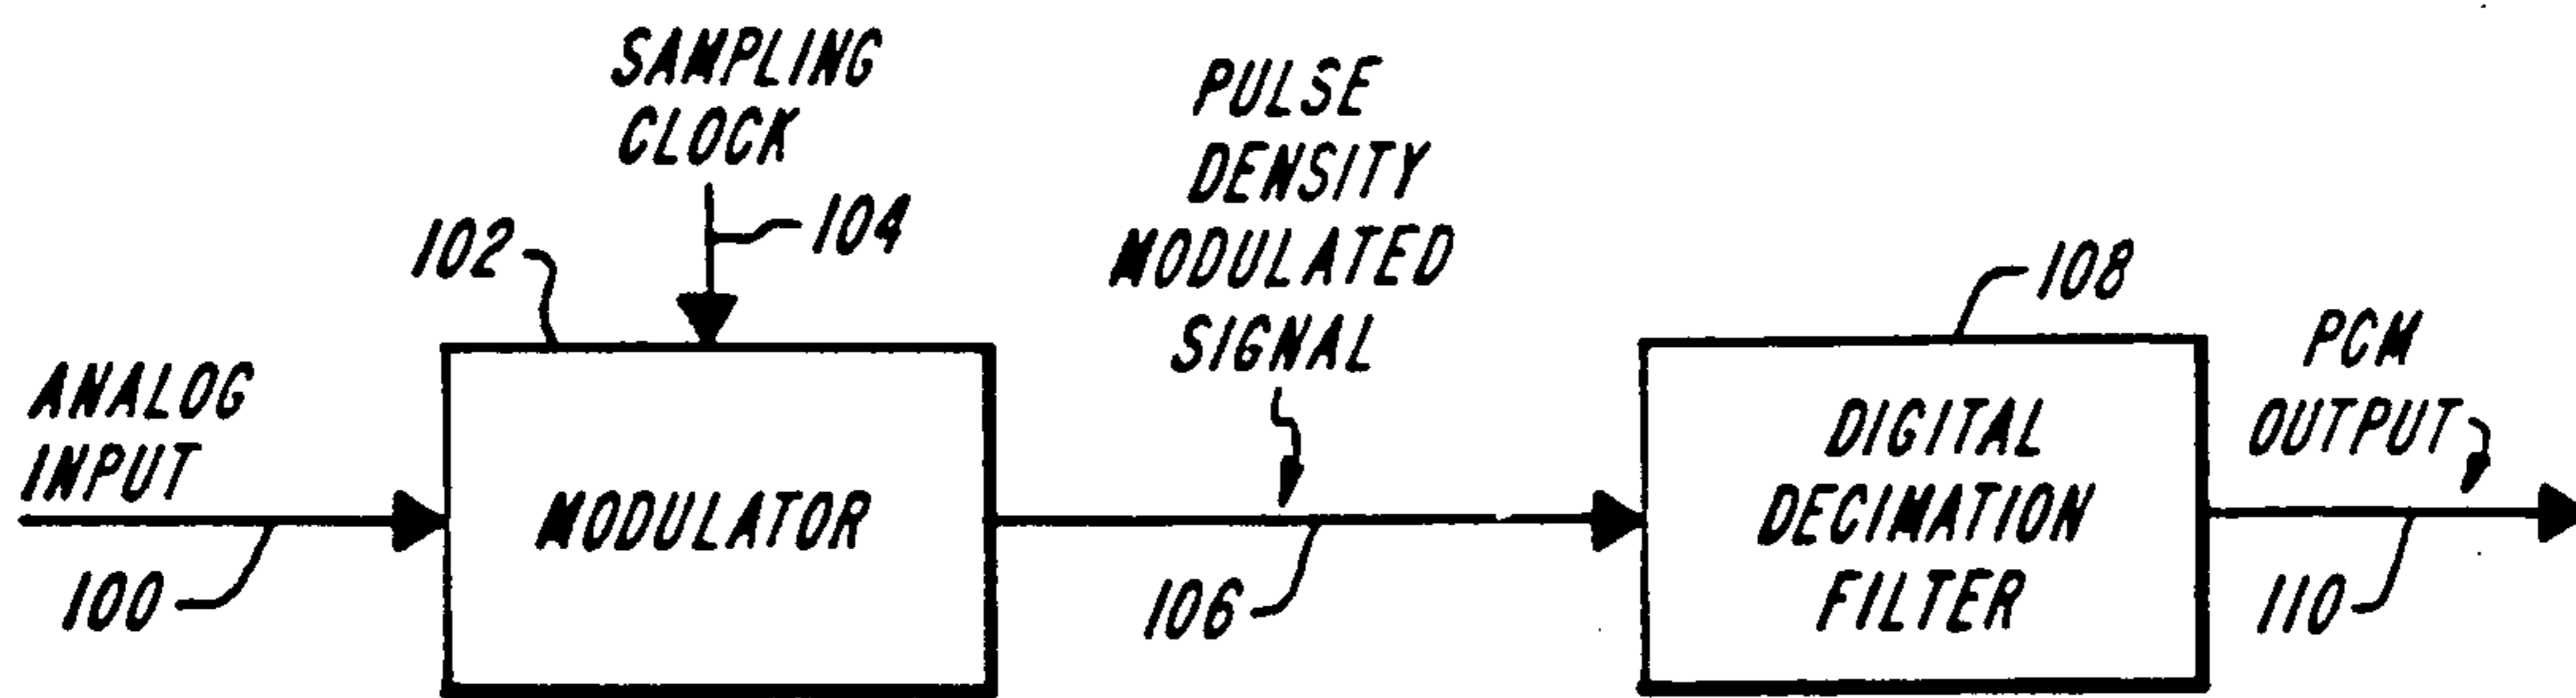 SAMPLING
CLOCK
104
102
ANALOG
INPUT
100
MODULATOR
PULSE
DENSITY
MODULATED
SIGNAL
106
108
DIGITAL
DECIMATION
FILTER
PCM
OUTPUT
110